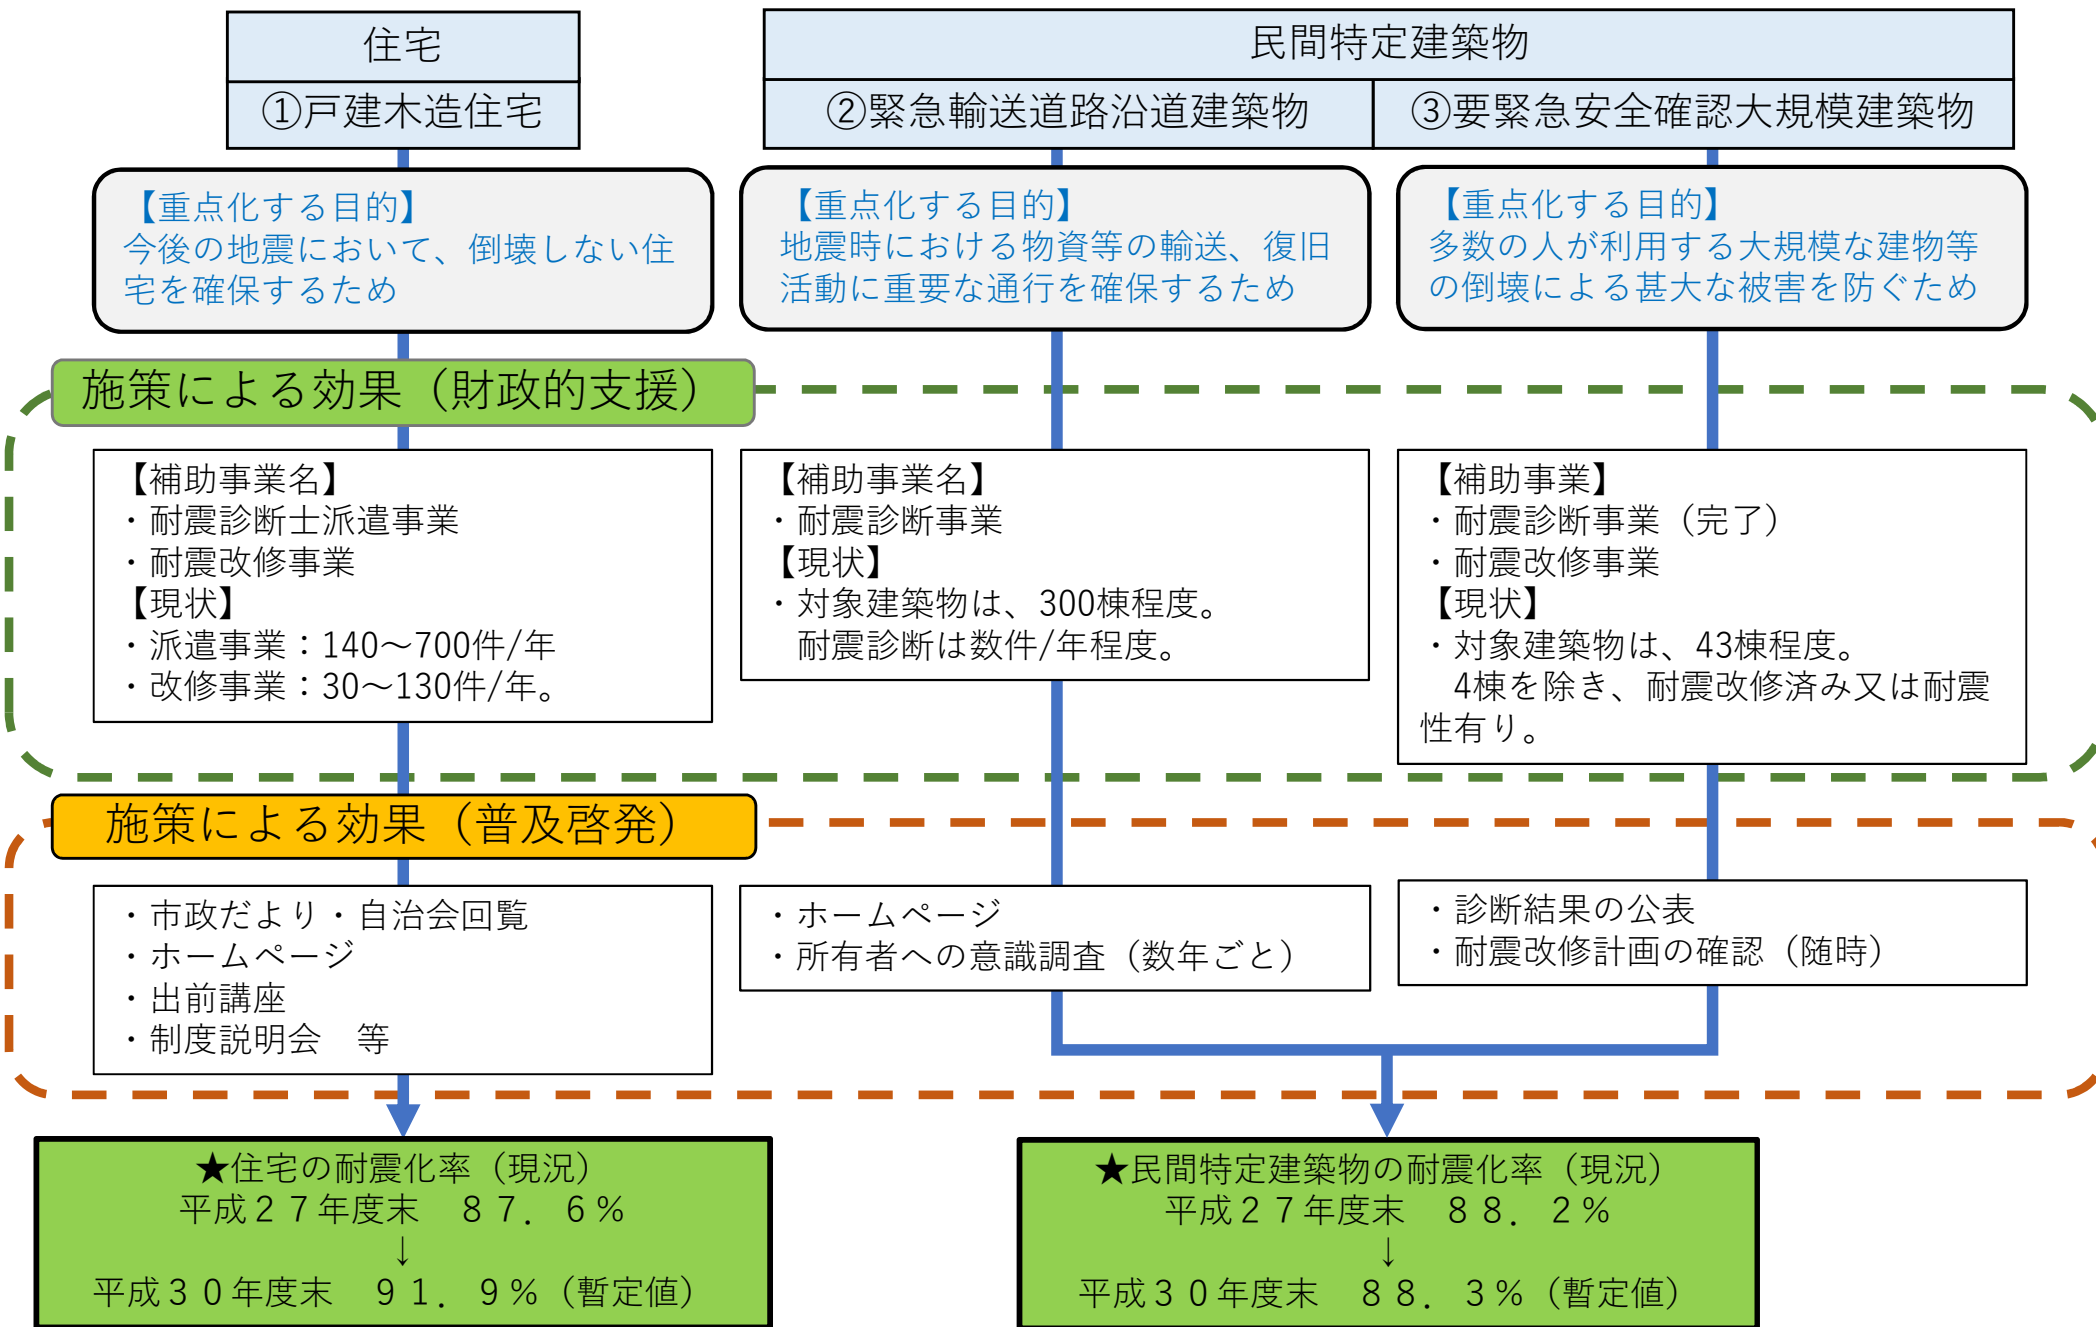 住宅
①戸建木造住宅
民間特定建築物
②緊急輸送道路沿道建築物
③要緊急安全確認大規模建築物
【重点化する目的】
今後の地震において、倒壊しない住
宅を確保するため
【重点化する目的】
地震時における物資等の輸送、復旧
活動に重要な通行を確保するため
【重点化する目的】
多数の人が利用する大規模な建物等
の倒壊による甚大な被害を防ぐため
施策による効果（財政的支援）
【補助事業名】
・耐震診断士派遣事業
・耐震改修事業
【現状】
・派遣事業：140～700件/年
・改修事業：30～130件/年。
【補助事業名】
・耐震診断事業
【現状】
・対象建築物は、300棟程度。
　耐震診断は数件/年程度。
【補助事業】
・耐震診断事業（完了）
・耐震改修事業
【現状】
・対象建築物は、43棟程度。
　4棟を除き、耐震改修済み又は耐震
性有り。
施策による効果（普及啓発）
・市政だより・自治会回覧
・ホームページ
・出前講座
・制度説明会　等
・ホームページ
・所有者への意識調査（数年ごと）
・診断結果の公表
・耐震改修計画の確認（随時）
★住宅の耐震化率（現況）
平成２７年度末　８７．６％
↓
平成３０年度末　９１．９％（暫定値）
★民間特定建築物の耐震化率（現況）
平成２７年度末　８８．２％
↓
平成３０年度末　８８．３％（暫定値）